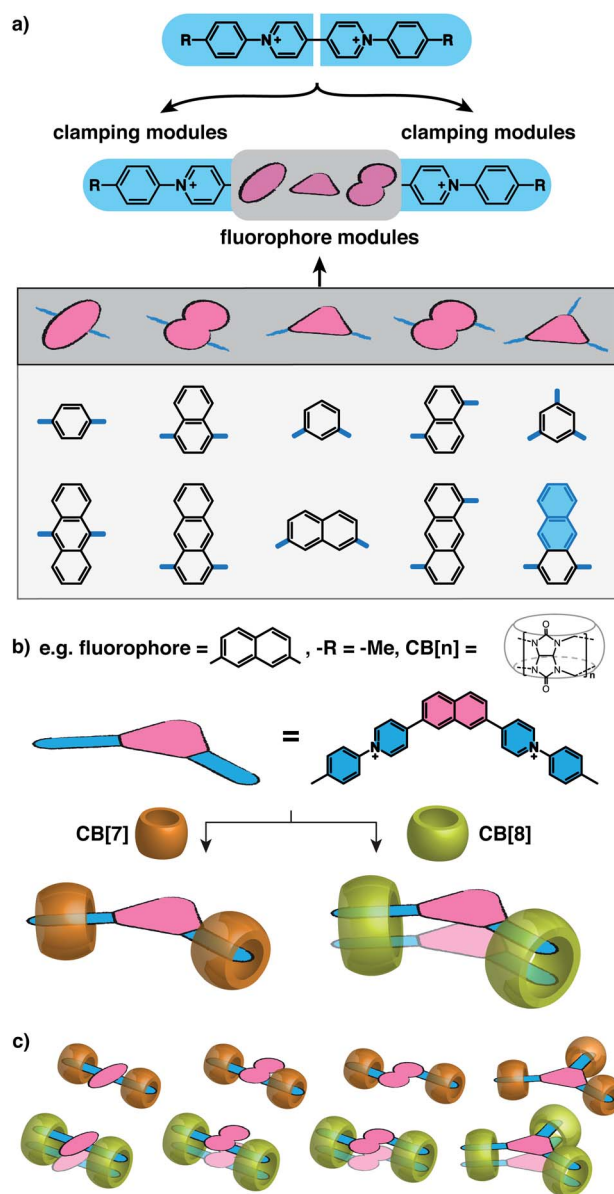 a)
R N + N + R
clamping modules clamping modules
R N + N + R
fluorophore modules
b) e.g. fluorophore = , -R = -Me, CB[n] =
O
N N
N N
O
n
=
N + N +
CB[7] CB[8]
c)